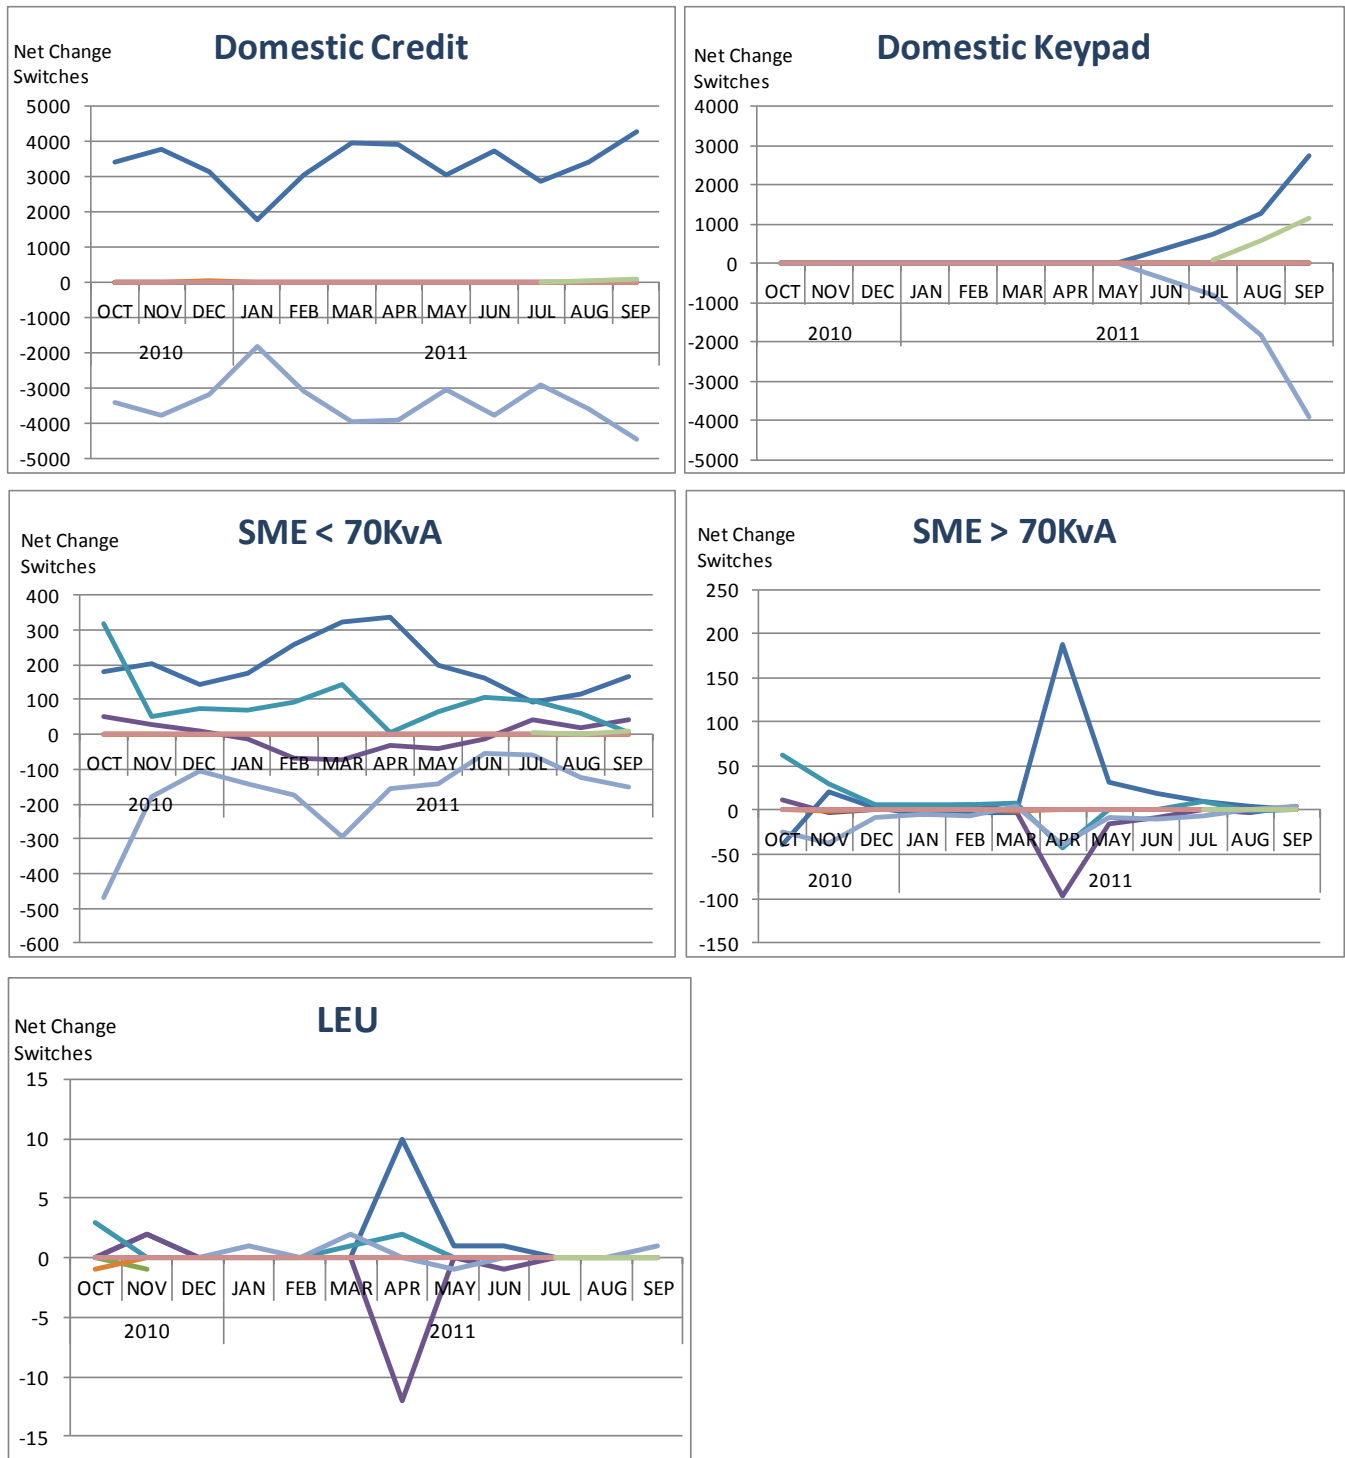 Domestic Credit
Net Change
Switches
5000
4000
3000
2000
1000
0
-1000
-2000
-3000
-4000
-5000
OCT NOV DEC JAN FEB MAR APR MAY JUN JUL AUG SEP
2010 2011
Domestic Keypad
Net Change
Switches
4000
3000
2000
1000
0
-1000
-2000
-3000
-4000
-5000
OCT NOV DEC JAN FEB MAR APR MAY JUN JUL AUG SEP
2010 2011
SME < 70KvA
Net Change
Switches
400
300
200
100
0
-100
-200
-300
-400
-500
-600
OCT NOV DEC JAN FEB MAR APR MAY JUN JUL AUG SEP
2010 2011
SME > 70KvA
Net Change
Switches
250
200
150
100
50
0
-50
-100
-150
OCT NOV DEC JAN FEB MAR APR MAY JUN JUL AUG SEP
2010 2011
LEU
Net Change
Switches
15
10
5
0
-5
-10
-15
OCT NOV DEC JAN FEB MAR APR MAY JUN JUL AUG SEP
2010 2011